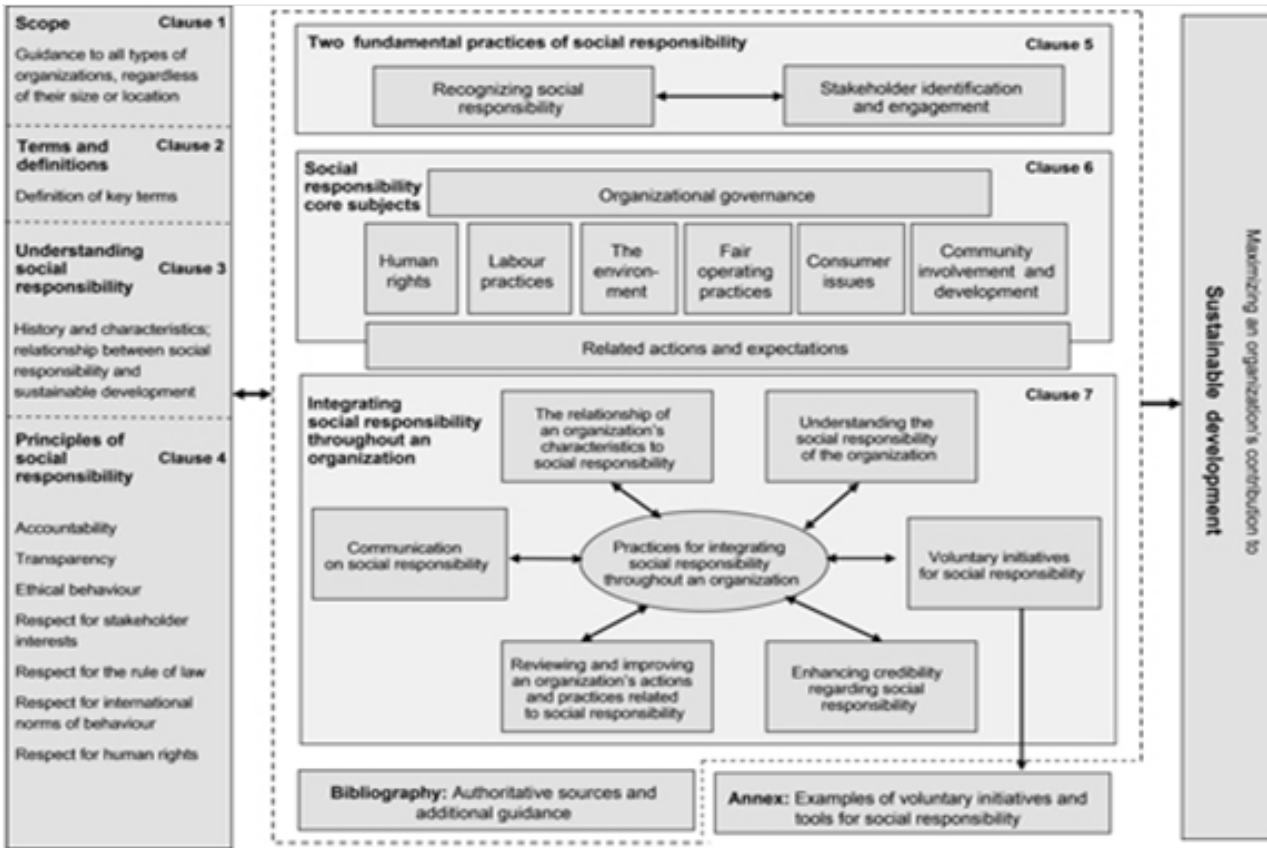 Scope Clause 1
Guidance to all types of
organizations, regardless
of their size or location
Terms and Clause 2
definitions
Definition of key terms
Understanding
social Clause 3
responsibility
History and characteristics;
relationship between social
responsibility and
sustainable development
Principles of
social Clause 4
responsibility
Accountability
Transparency
Ethical behaviour
Respect for stakeholder
interests
Respect for the rule of law
Respect for international
norms of behaviour
Respect for human rights
Two fundamental practices of social responsibility Clause 5
Recognizing social
responsibility
Stakeholder identification
and engagement
Social Clause 6
responsibility
core subjects
Organizational governance
Human
rights
Labour
practices
The
environ-
ment
Fair
operating
practices
Consumer
issues
Community
involvement and
development
Related actions and expectations
Integrating Clause 7
social responsibility
throughout an
organization
The relationship of
an organization's
characteristics to
social responsibility
Understanding the
social responsibility
of the organization
Communication
on social responsibility
Practices for integrating
social responsibility
throughout an organization
Voluntary initiatives
for social responsibility
Reviewing and improving
an organization's actions
and practices related
to social responsibility
Enhancing credibility
regarding social
responsibility
Bibliography: Authoritative sources and
additional guidance
Annex: Examples of voluntary initiatives and
tools for social responsibility
Maximizing an organization's contribution to
Sustainable development